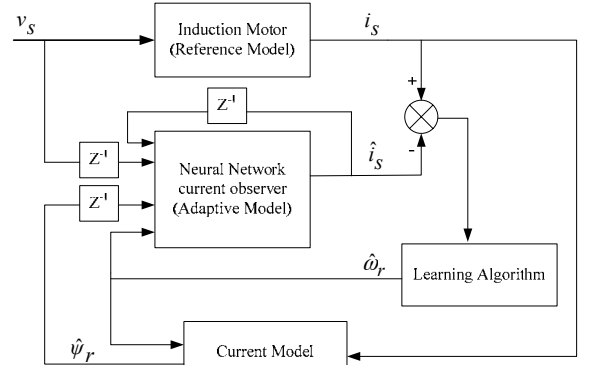 v_s
Induction Motor
(Reference Model)
i_s
Z⁻¹
+
Z⁻¹
Neural Network
current observer
(Adaptive Model)
î_s
-
Z⁻¹
ω̂_r
Learning Algorithm
ψ̂_r
Current Model